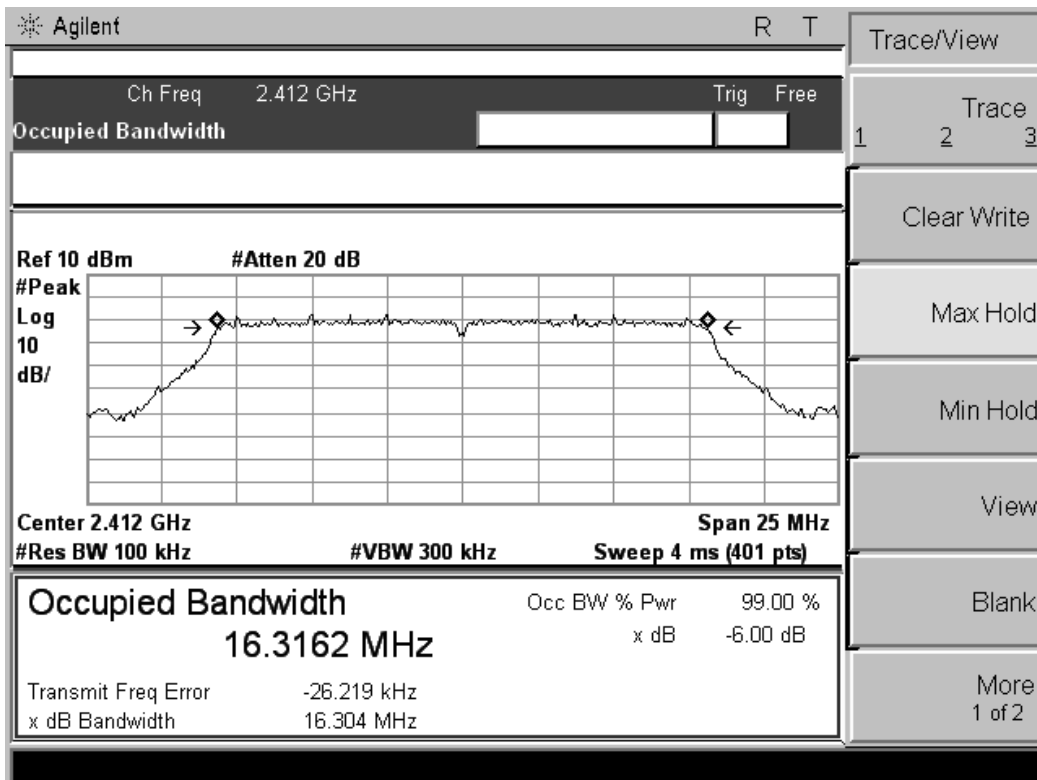 Agilent R T Trace/View
Ch Freq 2.412 GHz Trig Free
Occupied Bandwidth
Trace
1 2 3
Clear Write
Ref 10 dBm #Atten 20 dB
#Peak
Log
10
dB/
Max Hold
Min Hold
View
Center 2.412 GHz Span 25 MHz
#Res BW 100 kHz #VBW 300 kHz Sweep 4 ms (401 pts)
Occupied Bandwidth Occ BW % Pwr 99.00 %
16.3162 MHz x dB -6.00 dB
Blank
Transmit Freq Error -26.219 kHz
x dB Bandwidth 16.304 MHz
More
1 of 2